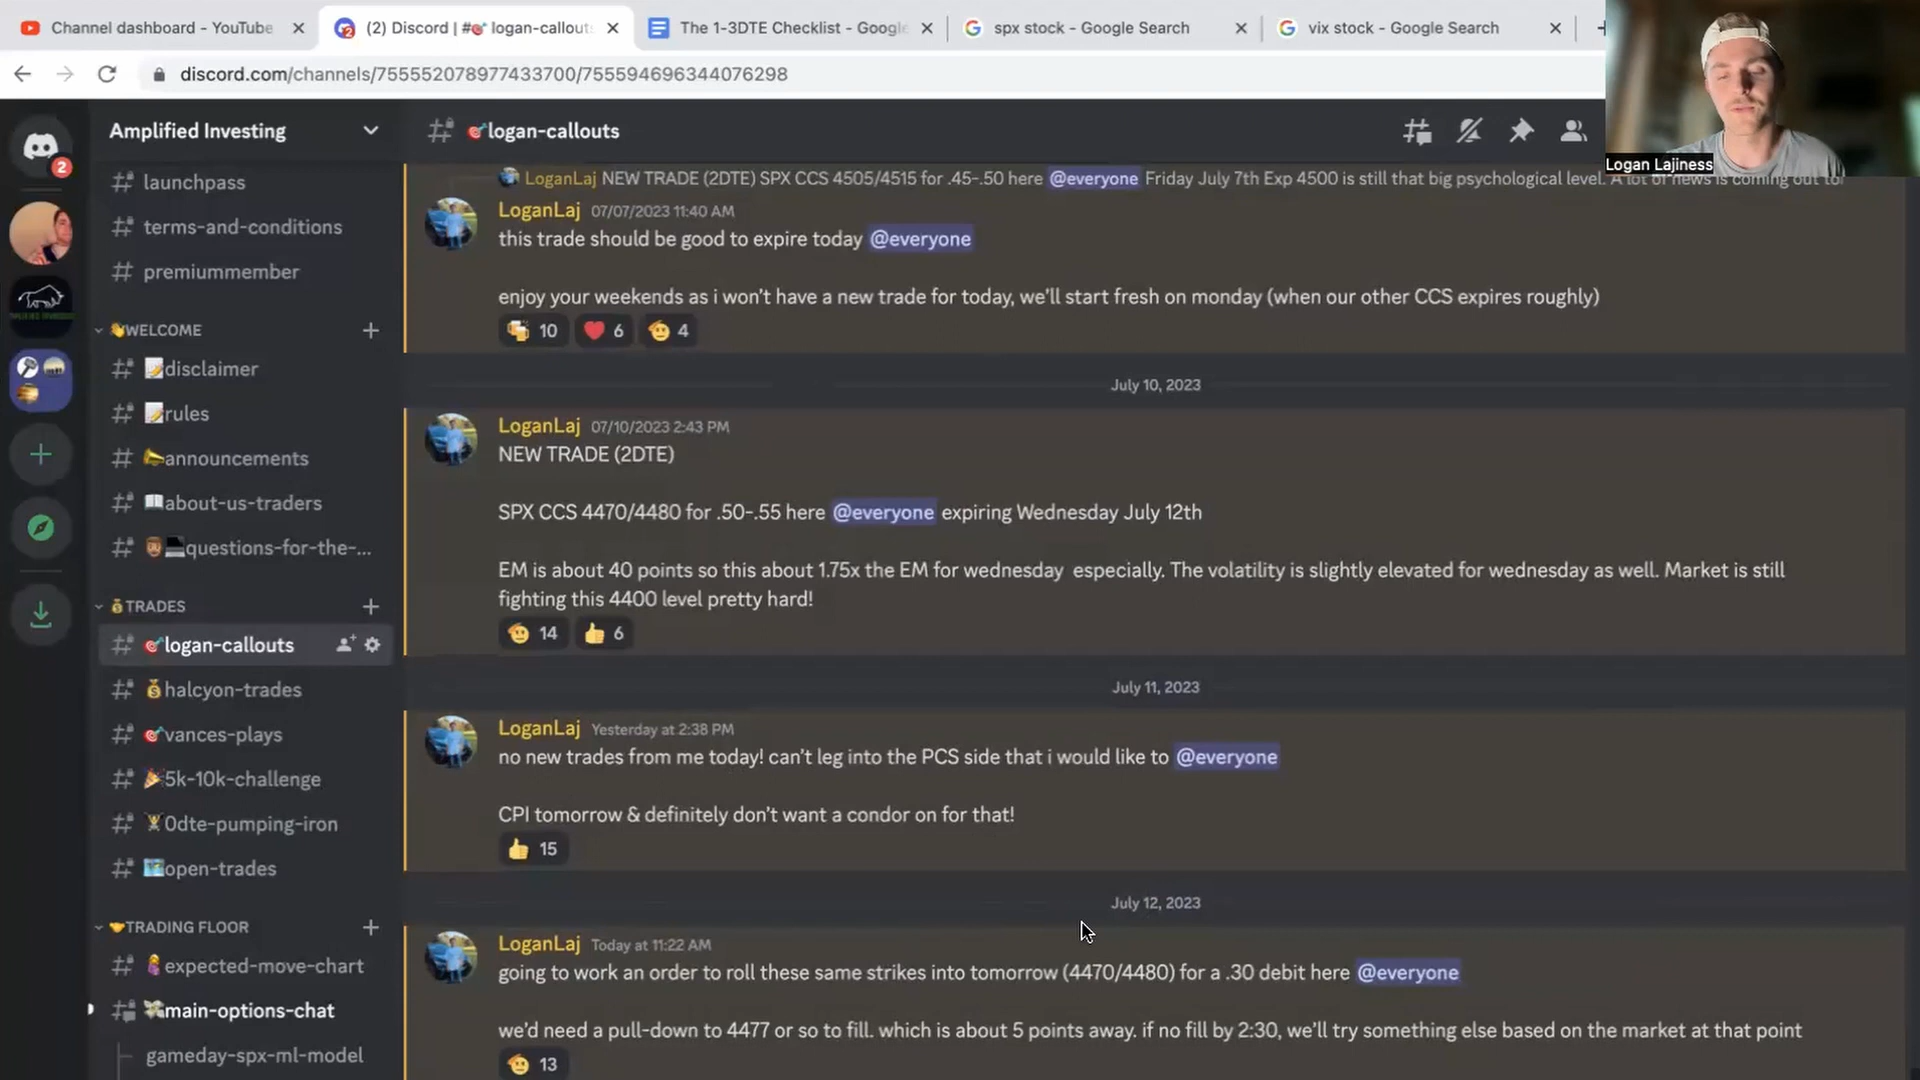 Channel dashboard - YouTube
(2) Discord | #🎯 logan-callouts
The 1-3DTE Checklist - Google
spx stock - Google Search
vix stock - Google Search
discord.com/channels/755552078977433700/755594696344076298
Logan Lajiness
2
Amplified Investing
launchpass
terms-and-conditions
premiummember
👋WELCOME
📝disclaimer
📝rules
📣announcements
📖about-us-traders
questions-for-the-...
💰TRADES
🎯logan-callouts
💰halcyon-trades
🎯vances-plays
🎉5k-10k-challenge
0dte-pumping-iron
open-trades
🤝TRADING FLOOR
expected-move-chart
💸main-options-chat
gameday-spx-ml-model
🎯logan-callouts
LoganLaj NEW TRADE (2DTE) SPX CCS 4505/4515 for .45-.50 here @everyone Friday July 7th Exp 4500 is still that big psychological level. A lot of news is coming out to
LoganLaj 07/07/2023 11:40 AM
this trade should be good to expire today @everyone
enjoy your weekends as i won't have a new trade for today, we'll start fresh on monday (when our other CCS expires roughly)
🍻 10 ❤️ 6 🫡 4
July 10, 2023
LoganLaj 07/10/2023 2:43 PM
NEW TRADE (2DTE)
SPX CCS 4470/4480 for .50-.55 here @everyone expiring Wednesday July 12th
EM is about 40 points so this about 1.75x the EM for wednesday especially. The volatility is slightly elevated for wednesday as well. Market is still
fighting this 4400 level pretty hard!
🫡 14 👍 6
July 11, 2023
LoganLaj Yesterday at 2:38 PM
no new trades from me today! can't leg into the PCS side that i would like to @everyone
CPI tomorrow & definitely don't want a condor on for that!
👍 15
July 12, 2023
LoganLaj Today at 11:22 AM
going to work an order to roll these same strikes into tomorrow (4470/4480) for a .30 debit here @everyone
we'd need a pull-down to 4477 or so to fill. which is about 5 points away. if no fill by 2:30, we'll try something else based on the market at that point
🫡 13